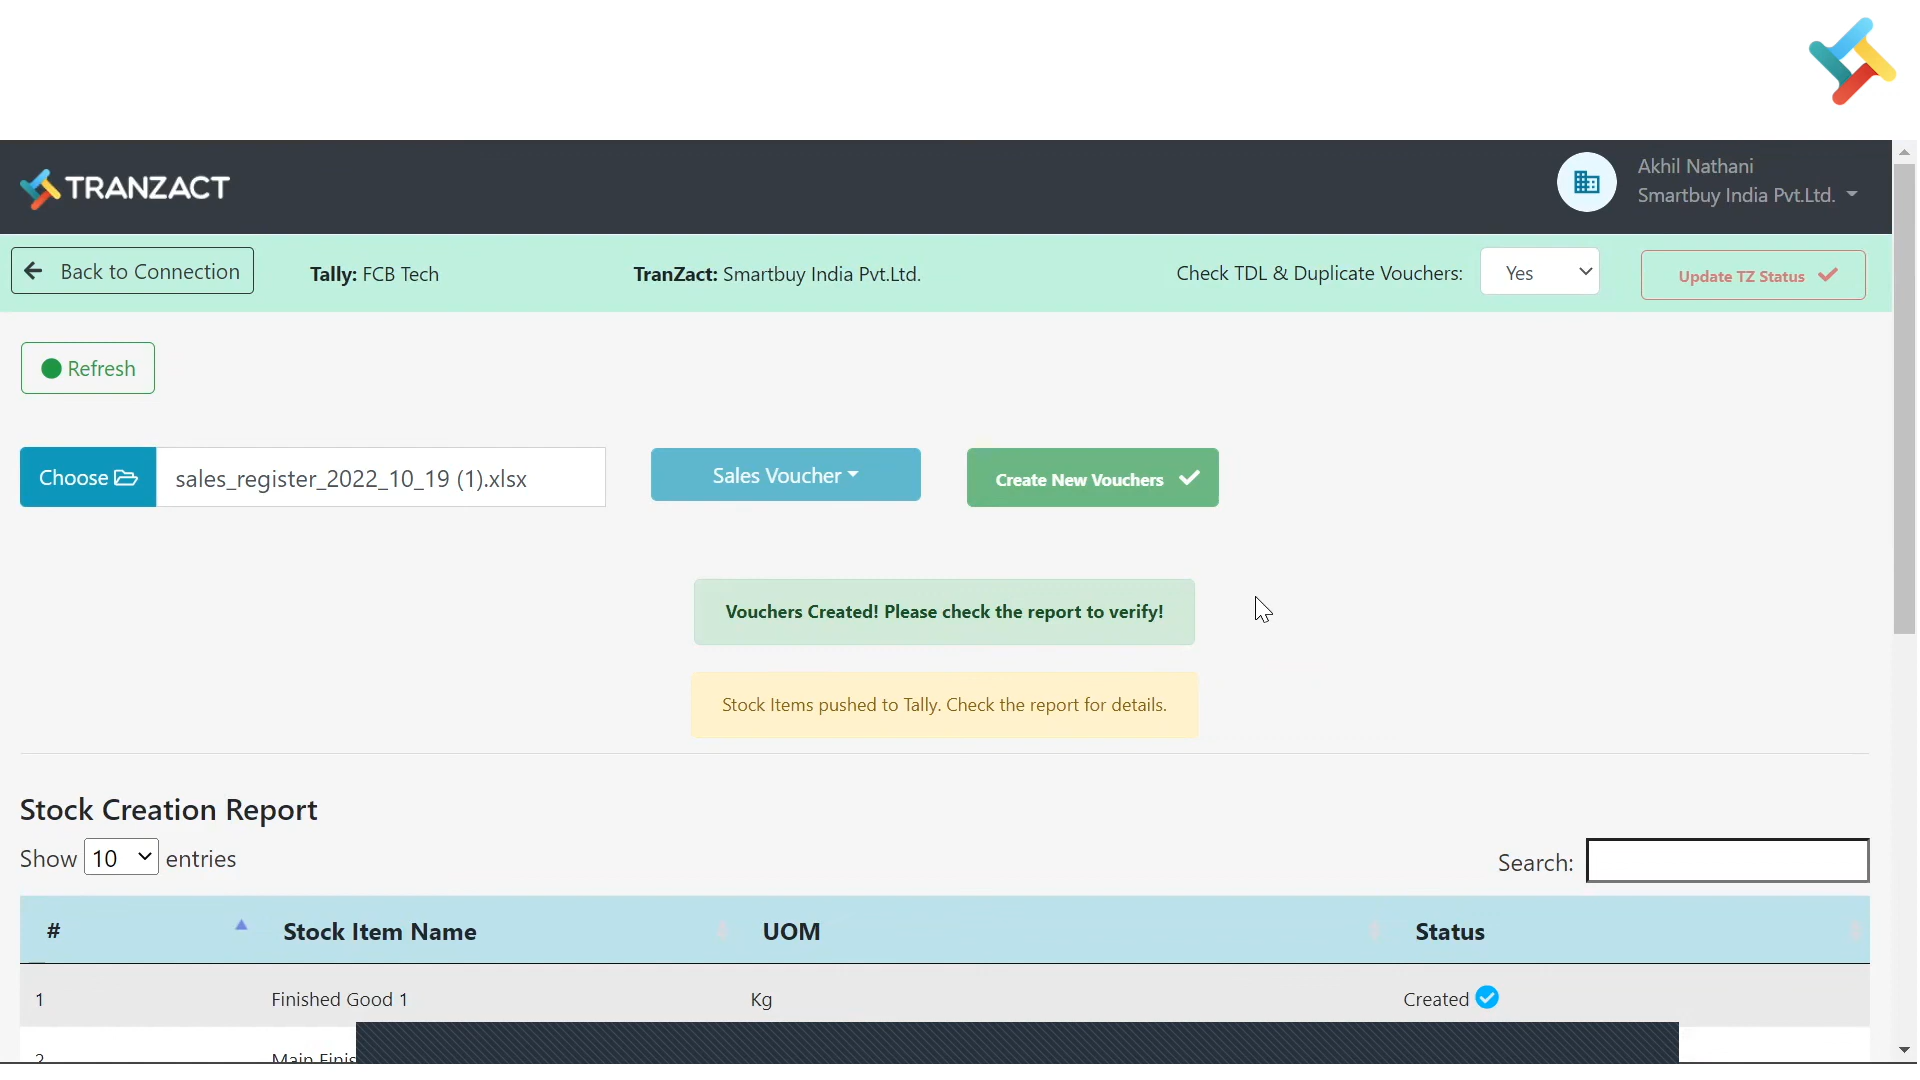 TRANZACT
Akhil Nathani
Smartbuy India Pvt.Ltd.
Back to Connection
Tally: FCB Tech
TranZact: Smartbuy India Pvt.Ltd.
Check TDL & Duplicate Vouchers:
Yes
Update TZ Status
Refresh
Choose
sales_register_2022_10_19 (1).xlsx
Sales Voucher
Create New Vouchers
Vouchers Created! Please check the report to verify!
Stock Items pushed to Tally. Check the report for details.
Stock Creation Report
Show 10 entries
Search:
# Stock Item Name UOM Status
1 Finished Good 1 Kg Created
2 Main